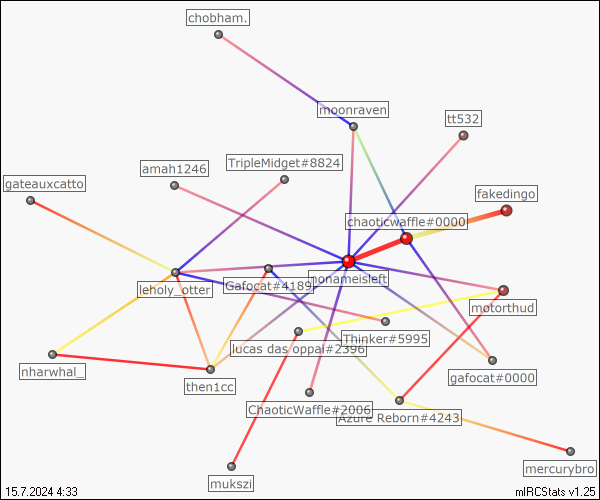 chobham.
moonraven
tt532
TripleMidget#8824
amah1246
gateauxcatto
fakedingo
chaoticwaffle#0000
nonameisleft
Gafocat#4189
leholy_otter
motorthud
Thinker#5995
lucas das oppai#2396
nharwhal_
then1cc
gafocat#0000
ChaoticWaffle#2006
Azure Reborn#4243
mukszi
mercurybro
15.7.2024 4:33
mIRCStats v1.25